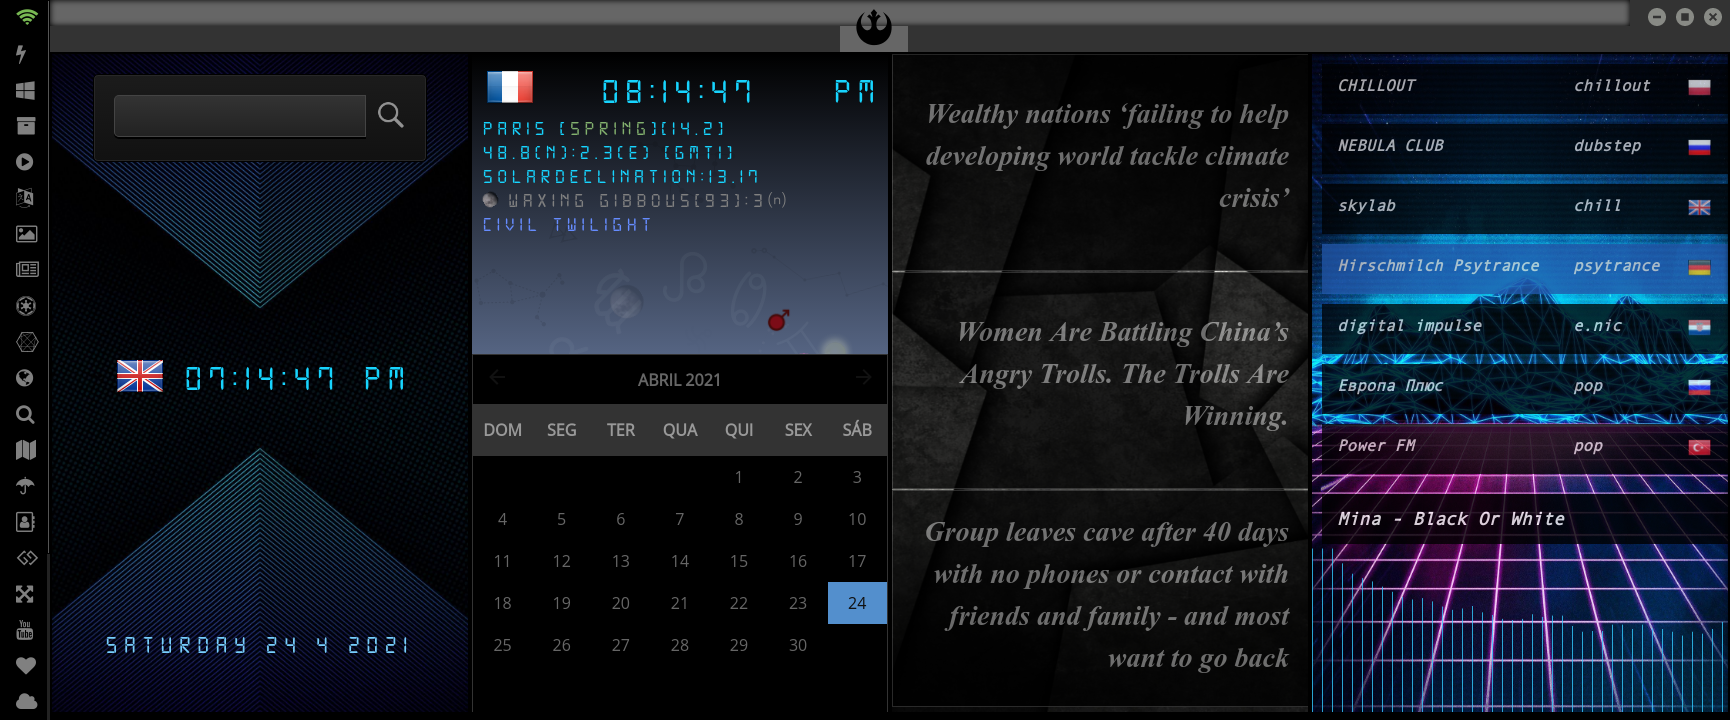 07:14:47 PM
SATURDAY 24 4 2021
08:14:47 PM
PARIS [SPRING][14.2]
48.8(N):2.3(E) [GMT1]
SOLARDECLINATION:13.17
WAXING GIBBOUS[93]:3(n)
CIVIL TWILIGHT
ABRIL 2021
DOM SEG TER QUA QUI SEX SÁB
1 2 3
4 5 6 7 8 9 10
11 12 13 14 15 16 17
18 19 20 21 22 23 24
25 26 27 28 29 30
Wealthy nations ‘failing to help
developing world tackle climate
crisis’
Women Are Battling China’s
Angry Trolls. The Trolls Are
Winning.
Group leaves cave after 40 days
with no phones or contact with
friends and family - and most
want to go back
CHILLOUT chillout
NEBULA CLUB dubstep
skylab chill
Hirschmilch Psytrance psytrance
digital impulse e.nic
Европа Плюс pop
Power FM pop
Mina - Black Or White
You
Tube